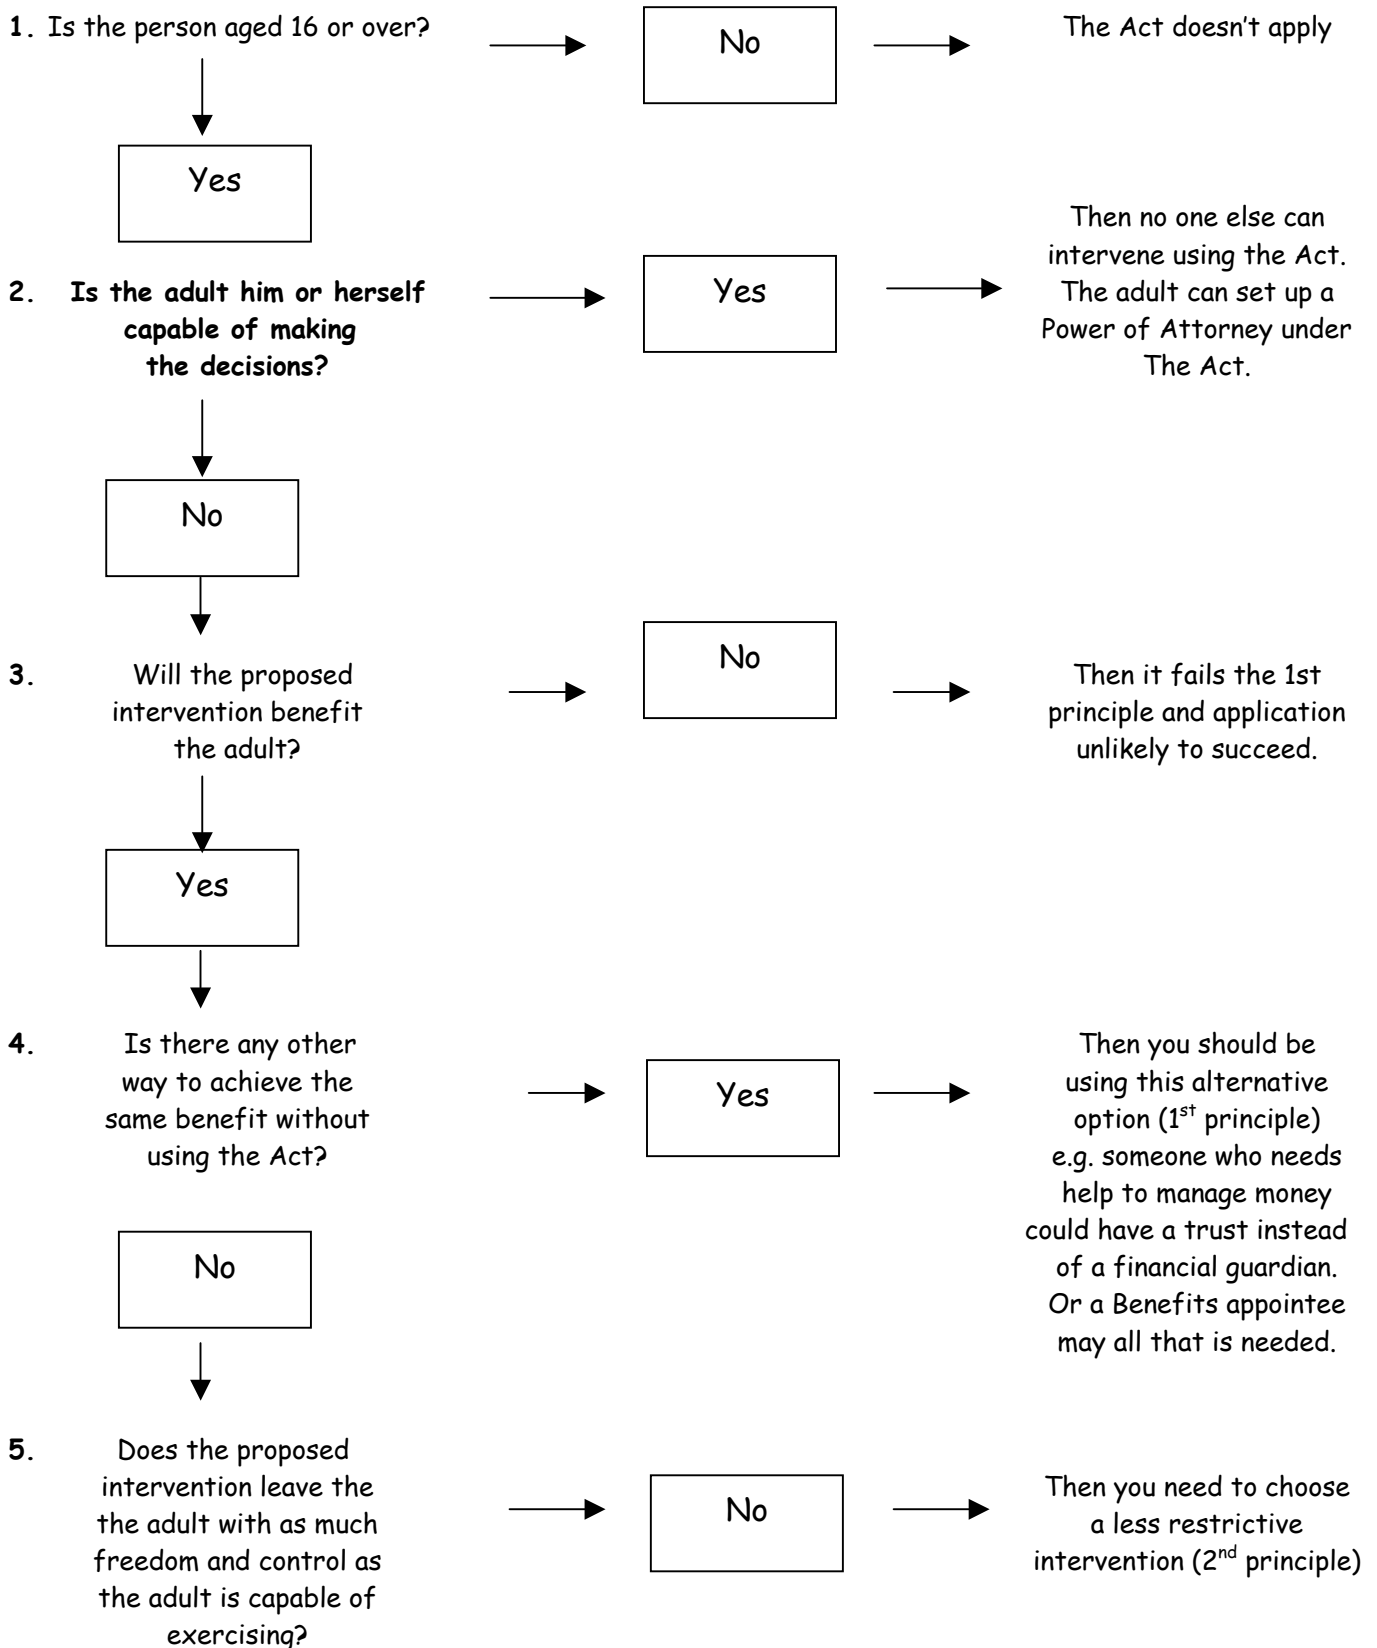 1. Is the person aged 16 or over?
No
The Act doesn't apply
Yes
2. Is the adult him or herself
capable of making
the decisions?
Yes
Then no one else can
intervene using the Act.
The adult can set up a
Power of Attorney under
The Act.
No
3. Will the proposed
intervention benefit
the adult?
No
Then it fails the 1st
principle and application
unlikely to succeed.
Yes
4. Is there any other
way to achieve the
same benefit without
using the Act?
Yes
Then you should be
using this alternative
option (1st principle)
e.g. someone who needs
help to manage money
could have a trust instead
of a financial guardian.
Or a Benefits appointee
may all that is needed.
No
5. Does the proposed
intervention leave the
the adult with as much
freedom and control as
the adult is capable of
exercising?
No
Then you need to choose
a less restrictive
intervention (2nd principle)